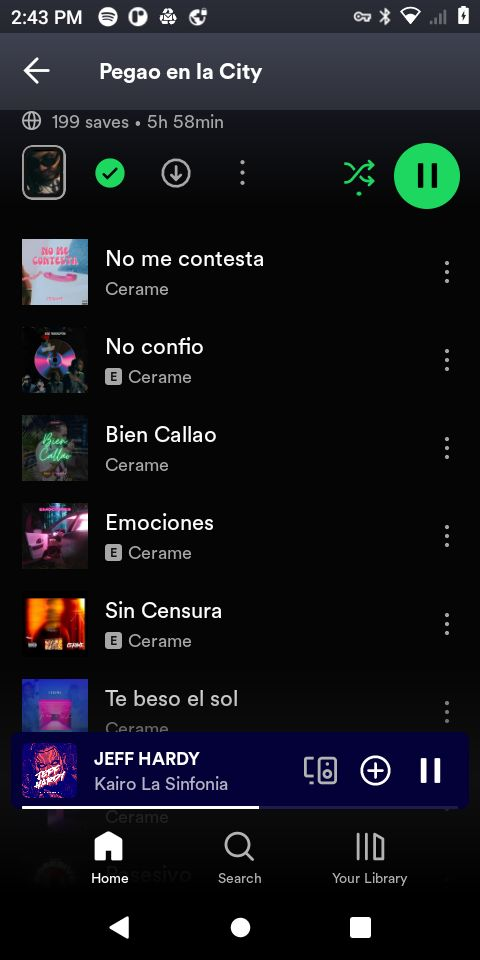 2:43 PM
Pegao en la City
199 saves • 5h 58min
No me contesta
Cerame
No confio
E Cerame
Bien Callao
Cerame
Emociones
E Cerame
Sin Censura
E Cerame
Te beso el sol
Cerame
JEFF HARDY
Kairo La Sinfonia
Cerame
Home
Search
Your Library